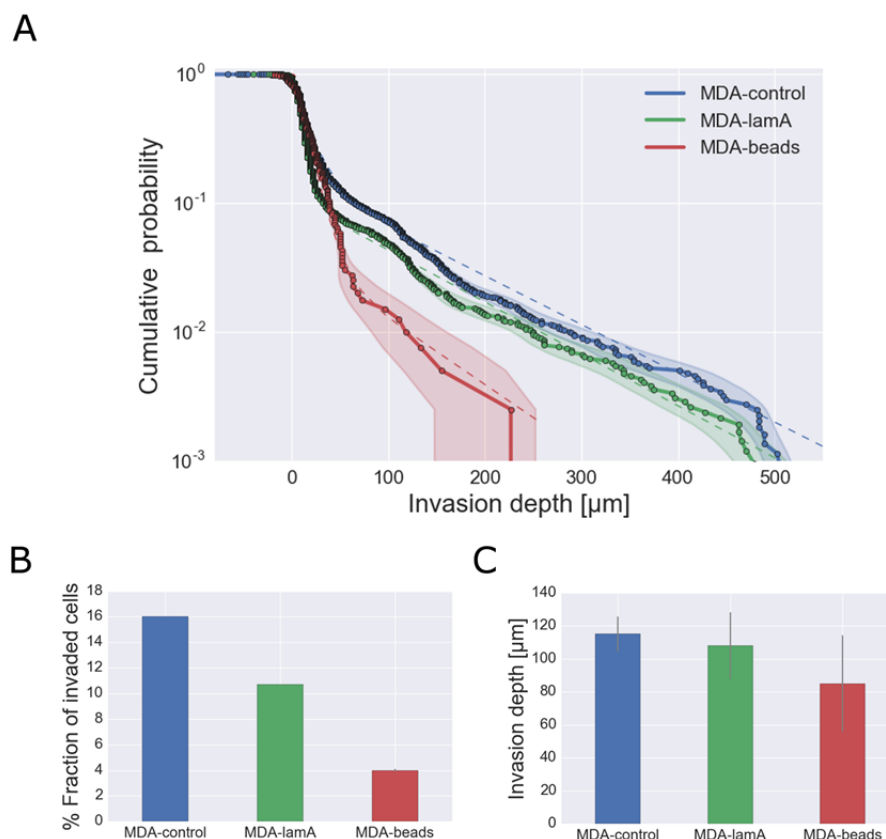 A
Cumulative probability
10⁰
10⁻¹
10⁻²
10⁻³
MDA-control
MDA-lamA
MDA-beads
0 100 200 300 400 500
Invasion depth [µm]
B
% Fraction of invaded cells
18
16
14
12
10
8
6
4
2
0
MDA-control MDA-lamA MDA-beads
C
Invasion depth [µm]
140
120
100
80
60
40
20
0
MDA-control MDA-lamA MDA-beads